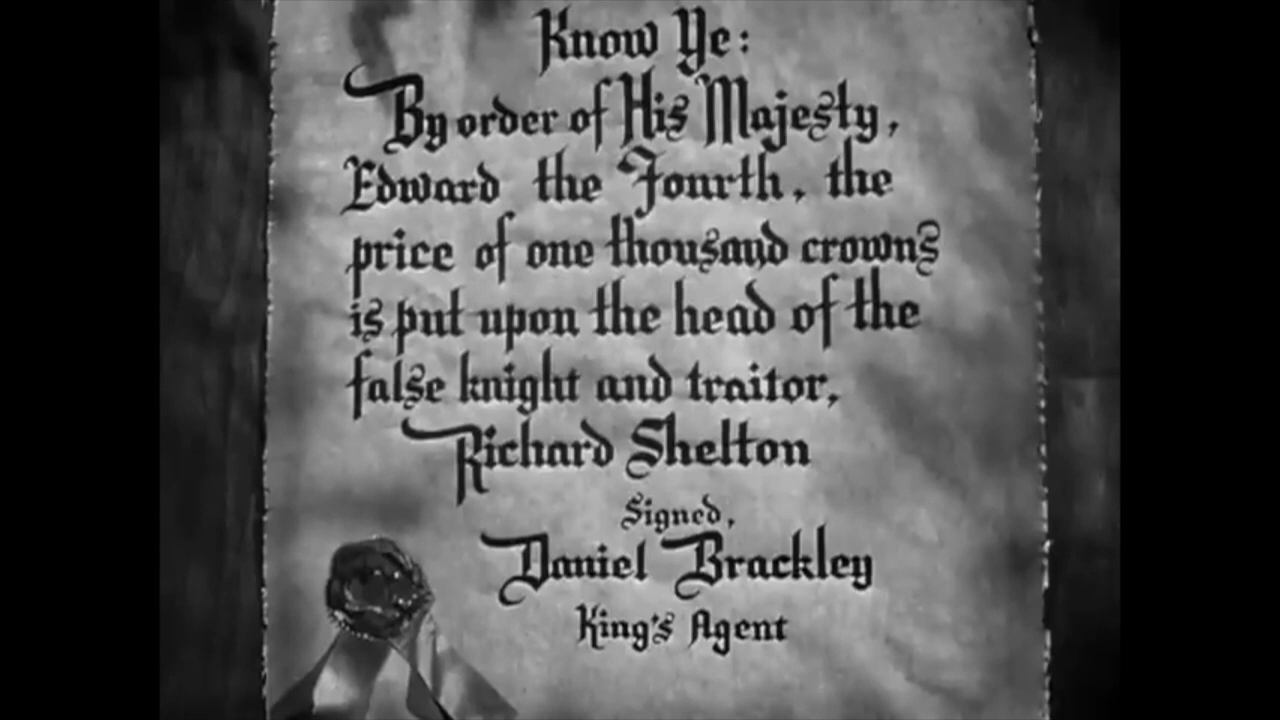 Know Ye:
By order of His Majesty,
Edward the Fourth, the
price of one thousand crowns
is put upon the head of the
false knight and traitor,
Richard Shelton
Signed,
Daniel Brackley
King's Agent